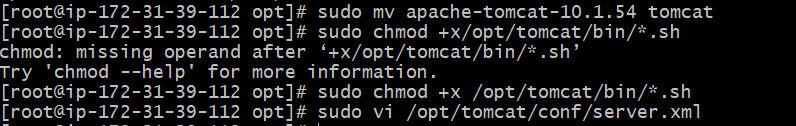 [root@ip-172-31-39-112 opt]# sudo mv apache-tomcat-10.1.54 tomcat
[root@ip-172-31-39-112 opt]# sudo chmod +x/opt/tomcat/bin/*.sh
chmod: missing operand after ‘+x/opt/tomcat/bin/*.sh’
Try 'chmod --help' for more information.
[root@ip-172-31-39-112 opt]# sudo chmod +x /opt/tomcat/bin/*.sh
[root@ip-172-31-39-112 opt]# sudo vi /opt/tomcat/conf/server.xml